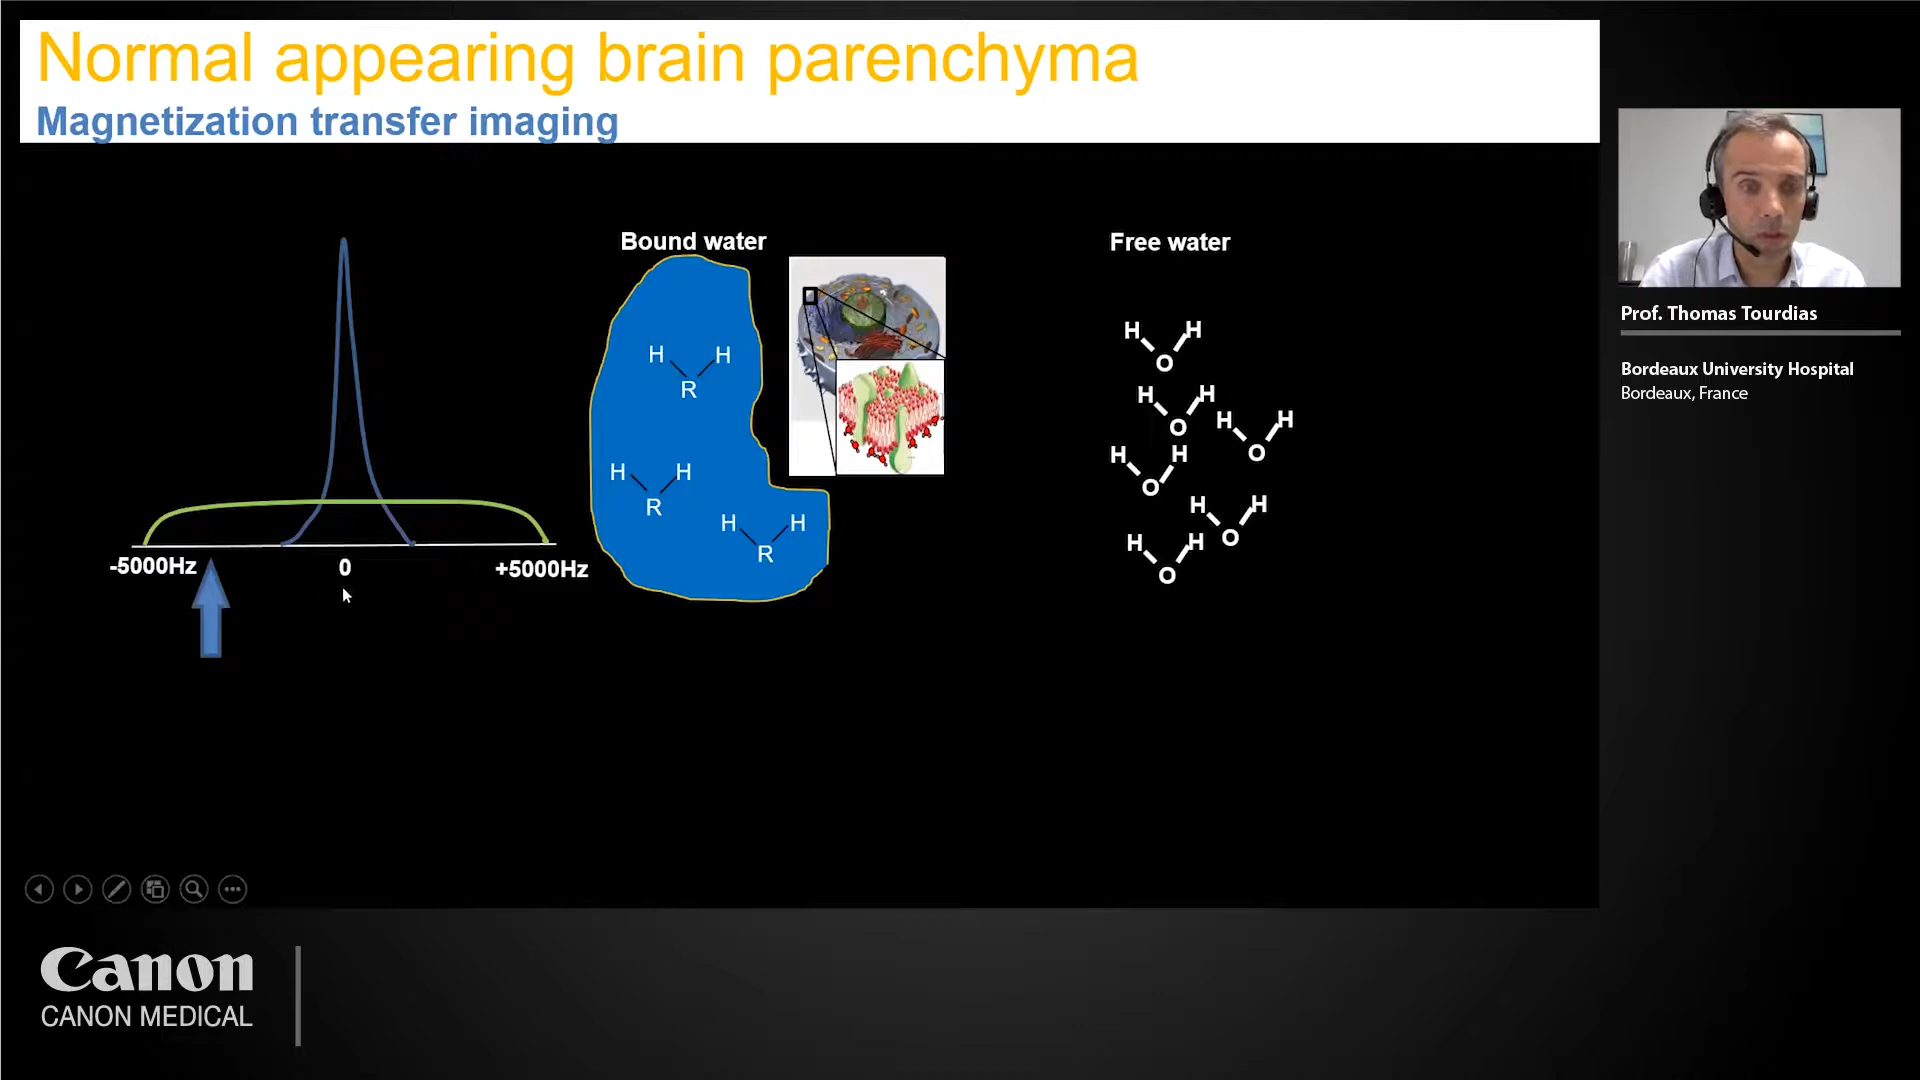 Normal appearing brain parenchyma
Magnetization transfer imaging
Bound water
Free water
H H
R
H H
R
H H
R
H H
O
H H
O
H H
O
H H
O
H H
O
H H
O
-5000Hz
0
+5000Hz
Prof. Thomas Tourdias
Bordeaux University Hospital
Bordeaux, France
Canon
CANON MEDICAL